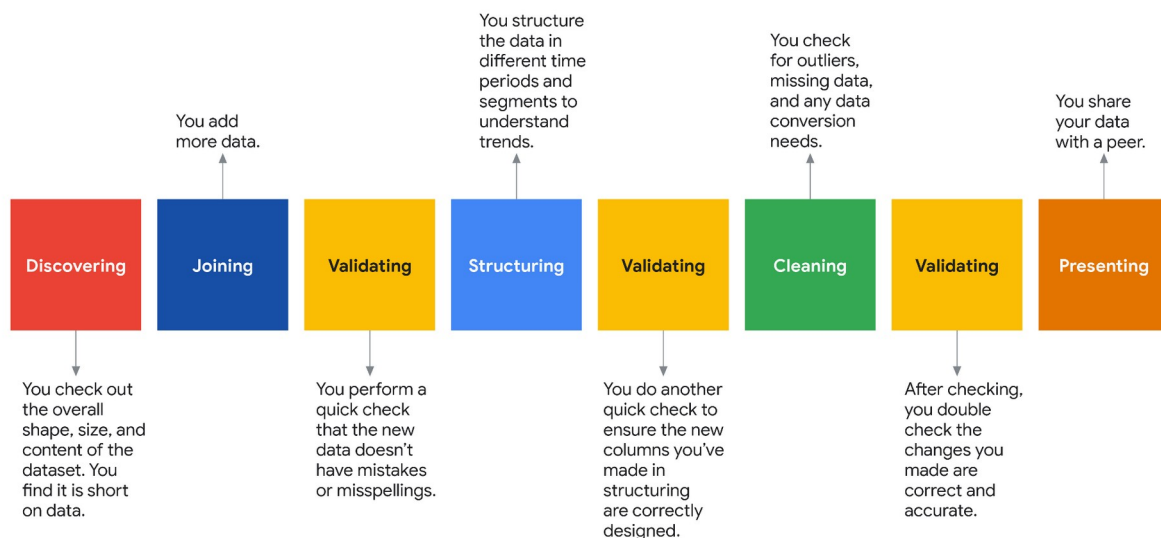 You structure
the data in
different time
periods and
segments to
understand
trends.
You check
for outliers,
missing data,
and any data
conversion
needs.
You add
more data.
You share
your data
with a peer.
Discovering
Joining
Validating
Structuring
Validating
Cleaning
Validating
Presenting
You check out
the overall
shape, size, and
content of the
dataset. You
find it is short
on data.
You perform a
quick check
that the new
data doesn’t
have mistakes
or misspellings.
You do another
quick check to
ensure the new
columns you’ve
made in
structuring
are correctly
designed.
After checking,
you double
check the
changes you
made are
correct and
accurate.